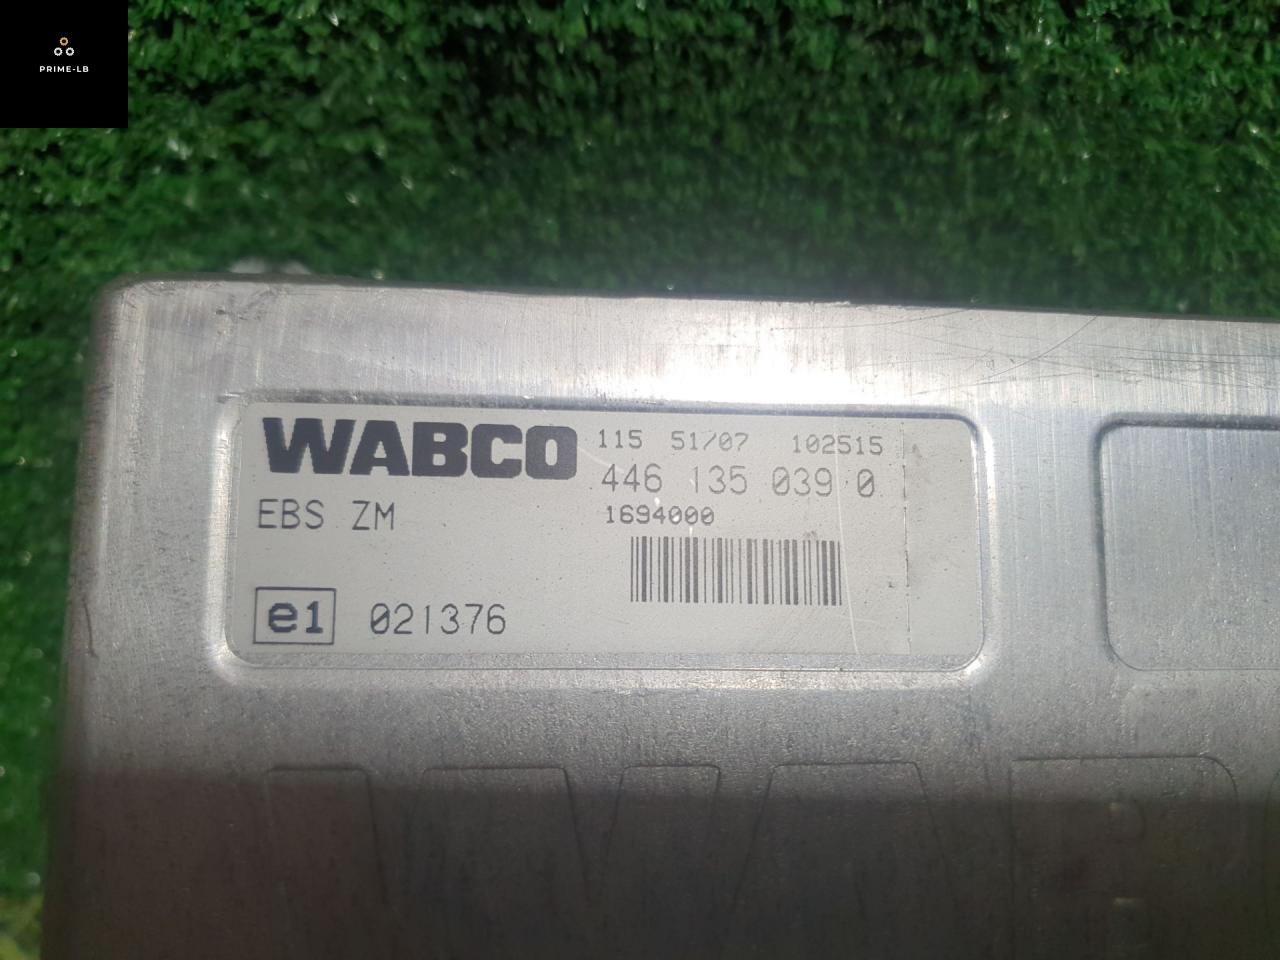 PRIME-LB
WABCO
115 51/07 102515
446 135 039 0
EBS ZM
1694000
e1 021376